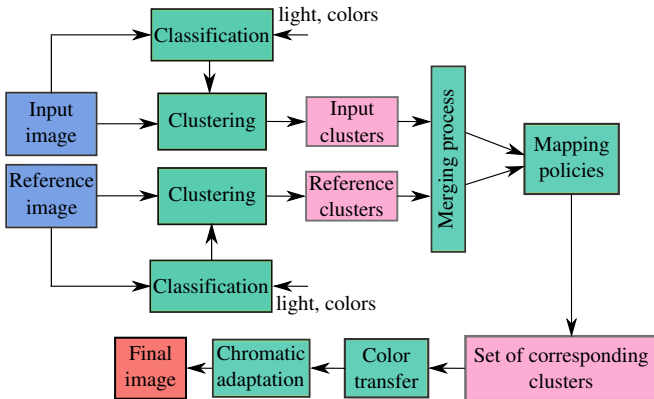 light, colors
Classification
Input
image
Clustering
Input
clusters
Merging process
Mapping
policies
Reference
image
Clustering
Reference
clusters
Classification
light, colors
Final
image
Chromatic
adaptation
Color
transfer
Set of corresponding
clusters